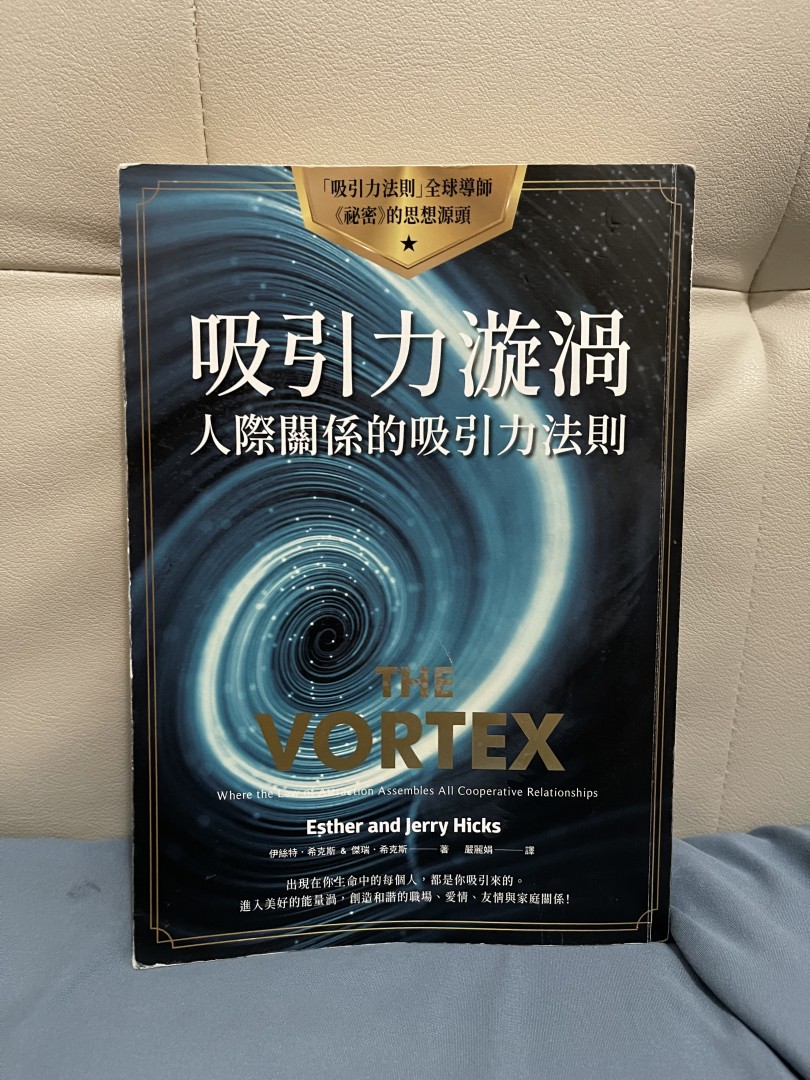 「吸引力法則」全球導師
《祕密》的思想源頭
吸引力漩渦
人際關係的吸引力法則
THE
VORTEX
Where the Law of Attraction Assembles All Cooperative Relationships
Esther and Jerry Hicks
伊絲特・希克斯 & 傑瑞・希克斯——著 嚴麗娟——譯
出現在你生命中的每個人，都是你吸引來的。
進入美好的能量渦，創造和諧的職場、愛情、友情與家庭關係！